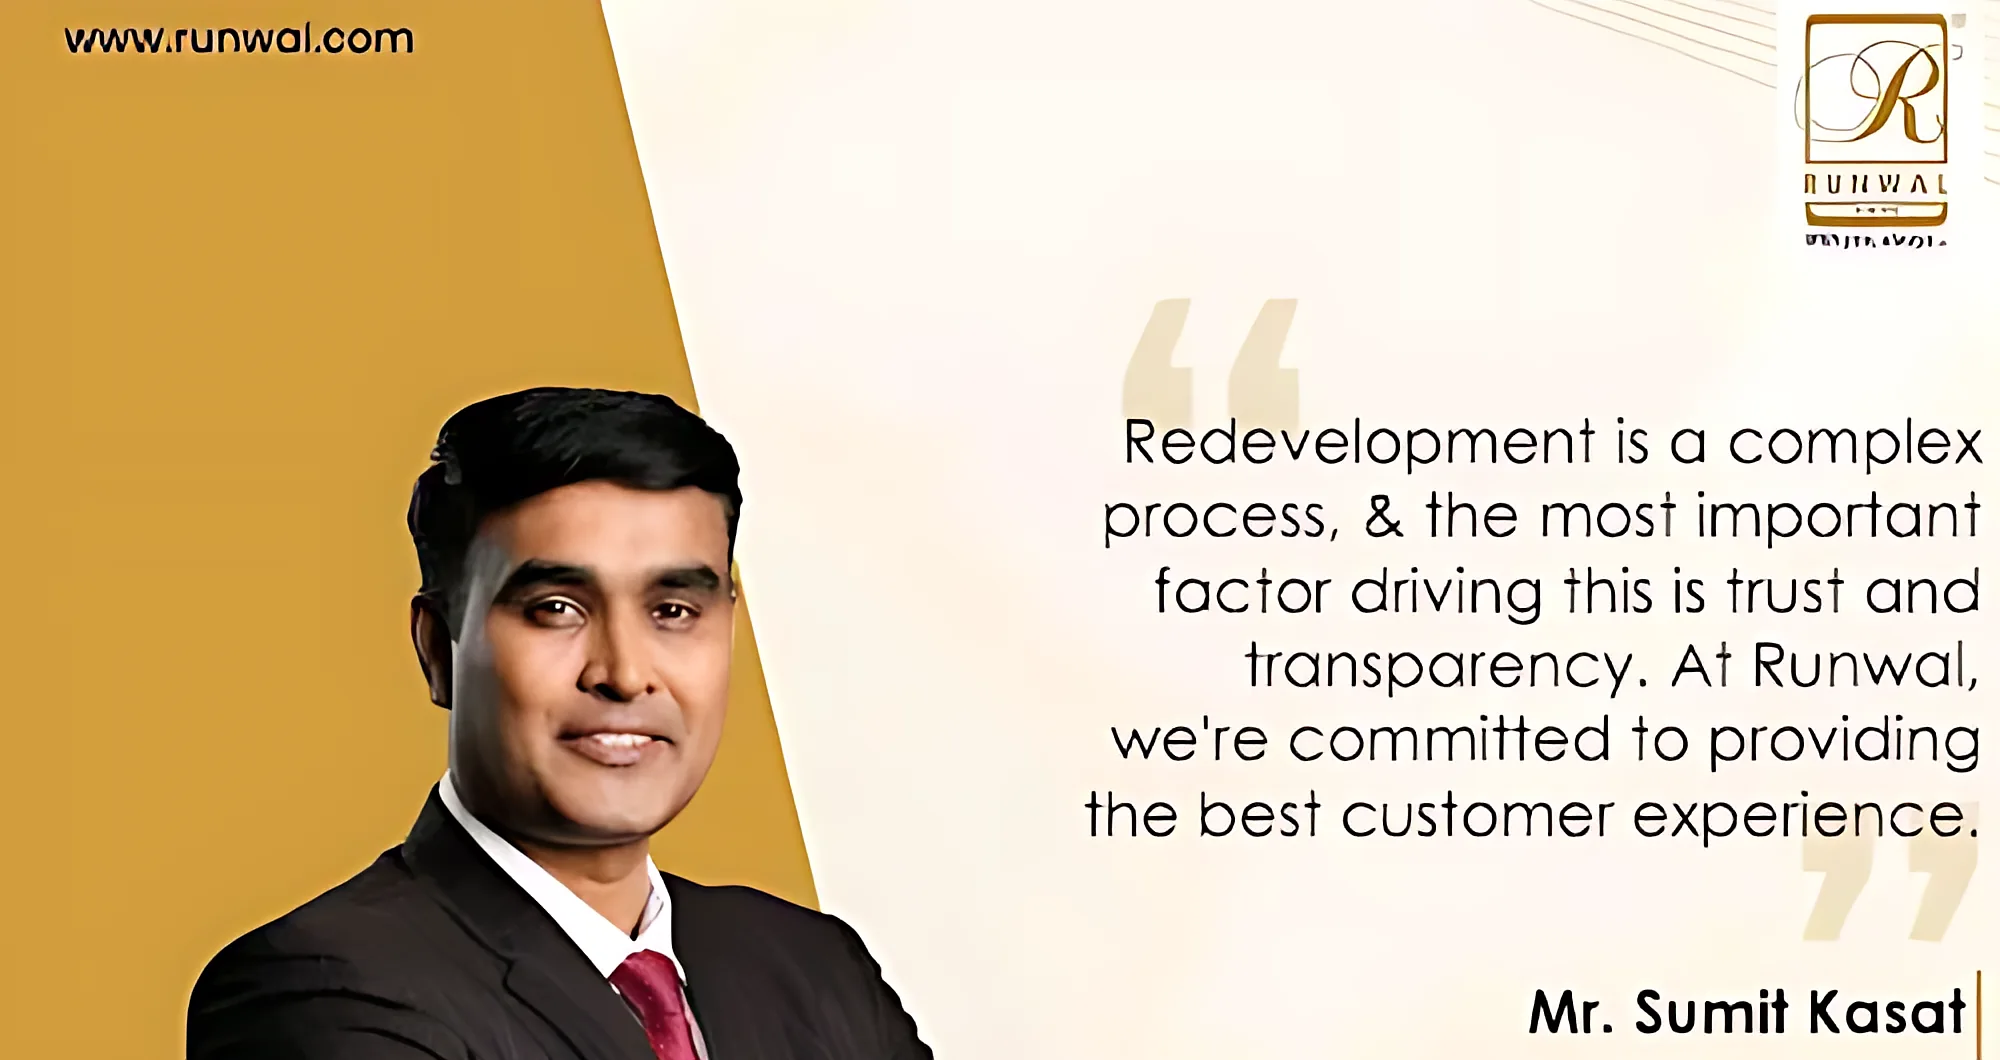 www.runwal.com
R
RUNWAL
Redevelopment is a complex
process, & the most important
factor driving this is trust and
transparency. At Runwal,
we're committed to providing
the best customer experience.
Mr. Sumit Kasat